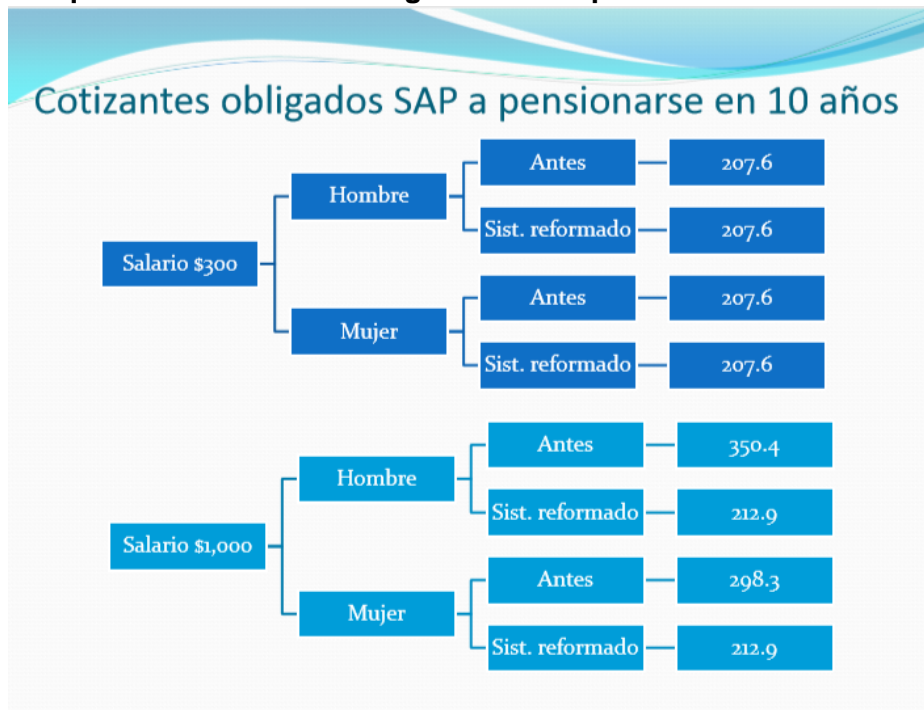 Cotizantes obligados SAP a pensionarse en 10 años
Salario $300
Hombre
Antes
207.6
Sist. reformado
207.6
Mujer
Antes
207.6
Sist. reformado
207.6
Salario $1,000
Hombre
Antes
350.4
Sist. reformado
212.9
Mujer
Antes
298.3
Sist. reformado
212.9